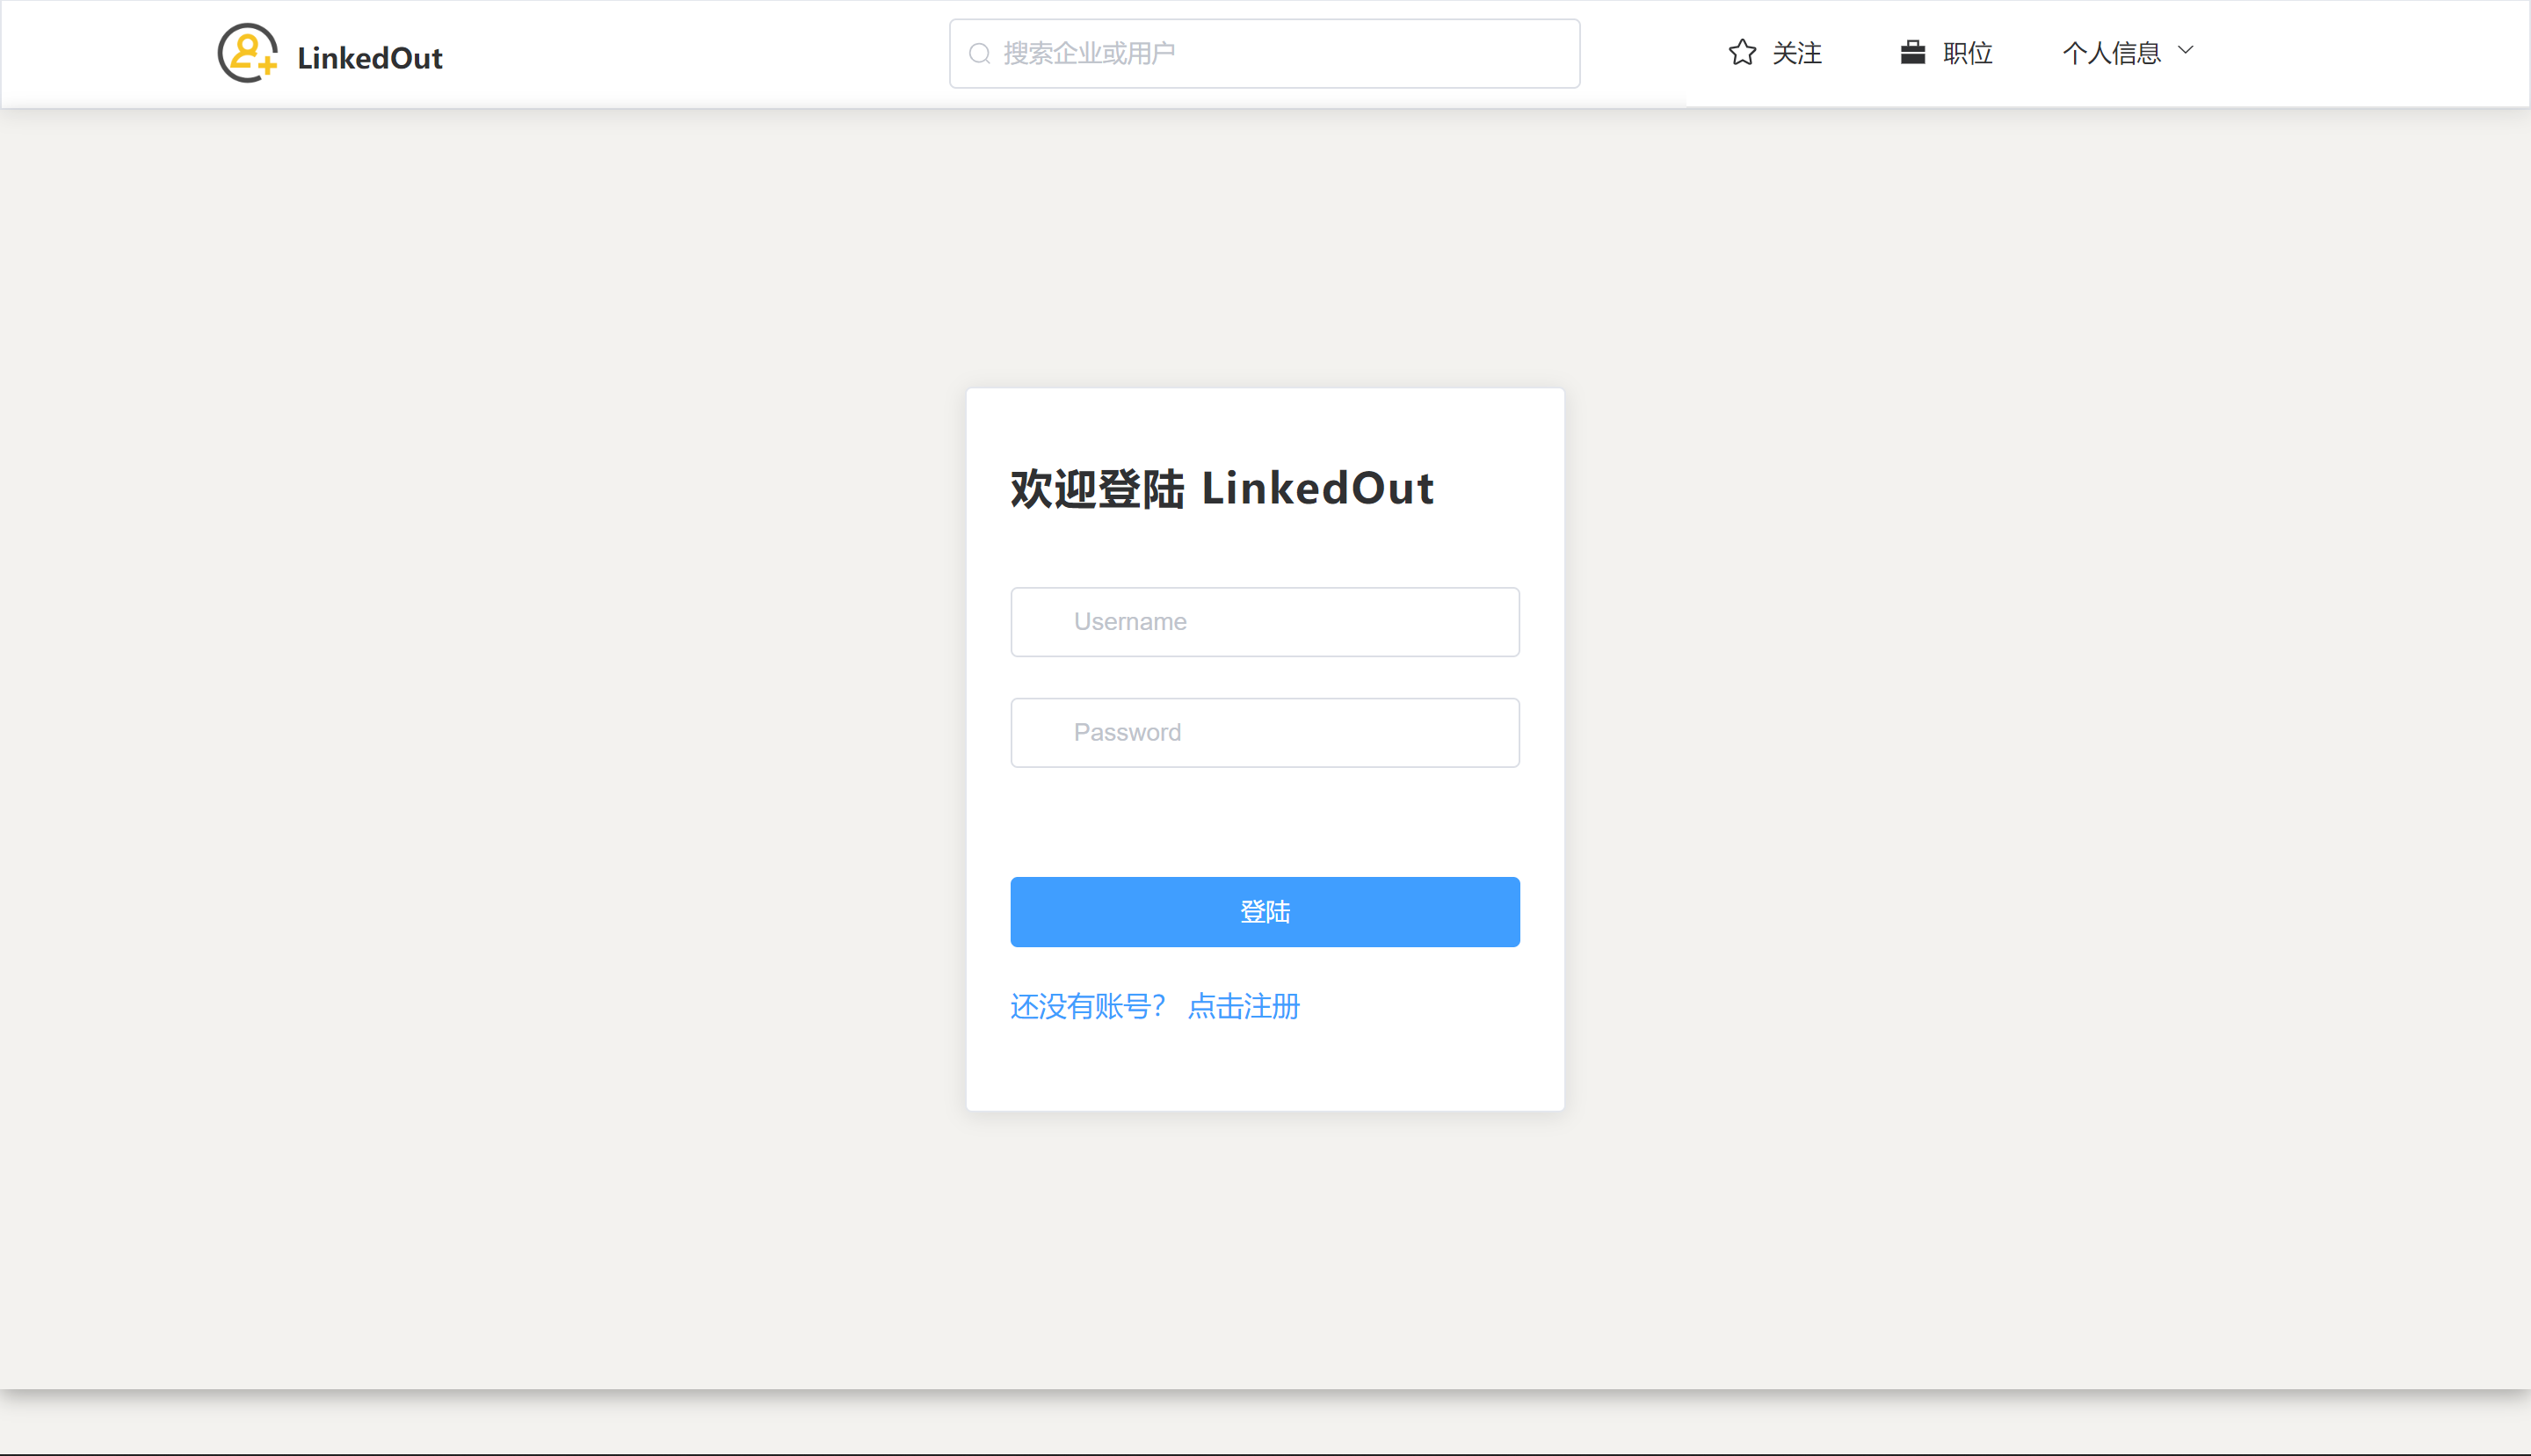 LinkedOut
搜索企业或用户
关注
职位
个人信息
欢迎登陆 LinkedOut
Username
Password
登陆
还没有账号？ 点击注册